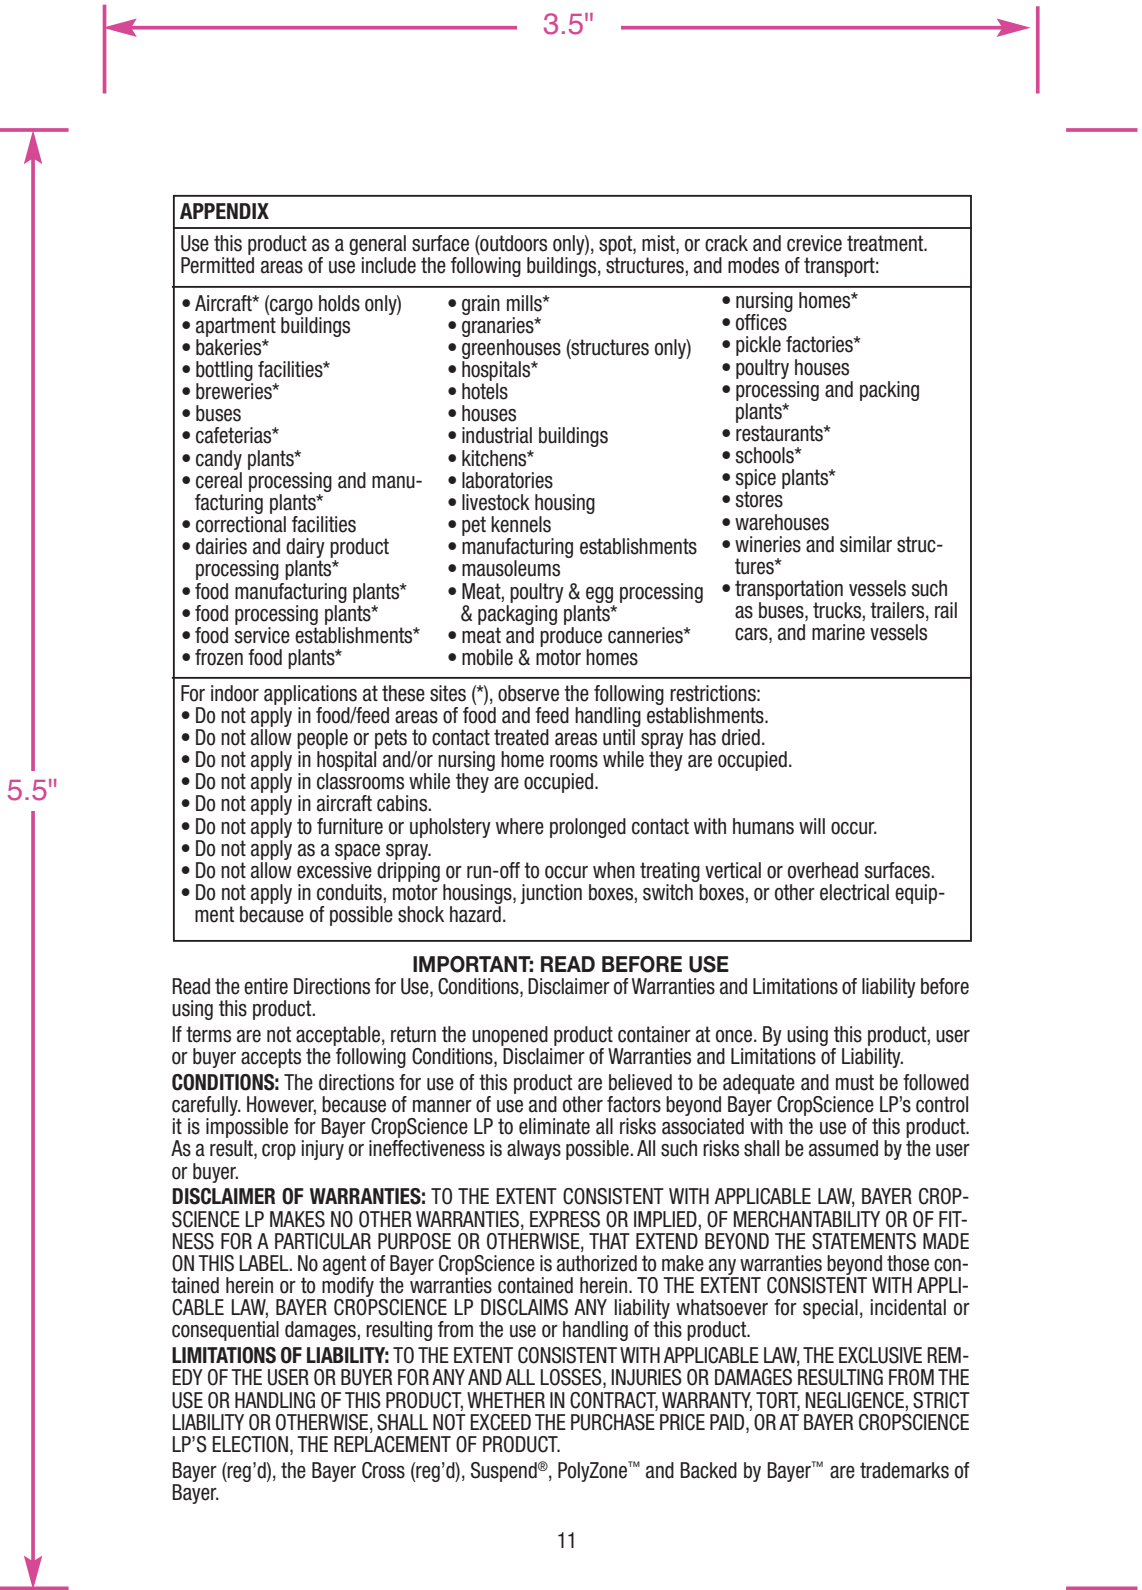 3.5"
5.5"
APPENDIX
Use this product as a general surface (outdoors only), spot, mist, or crack and crevice treatment.
Permitted areas of use include the following buildings, structures, and modes of transport:
• Aircraft* (cargo holds only)
• apartment buildings
• bakeries*
• bottling facilities*
• breweries*
• buses
• cafeterias*
• candy plants*
• cereal processing and manu-
facturing plants*
• correctional facilities
• dairies and dairy product
processing plants*
• food manufacturing plants*
• food processing plants*
• food service establishments*
• frozen food plants*
• grain mills*
• granaries*
• greenhouses (structures only)
• hospitals*
• hotels
• houses
• industrial buildings
• kitchens*
• laboratories
• livestock housing
• pet kennels
• manufacturing establishments
• mausoleums
• Meat, poultry & egg processing
& packaging plants*
• meat and produce canneries*
• mobile & motor homes
• nursing homes*
• offices
• pickle factories*
• poultry houses
• processing and packing
plants*
• restaurants*
• schools*
• spice plants*
• stores
• warehouses
• wineries and similar struc-
tures*
• transportation vessels such
as buses, trucks, trailers, rail
cars, and marine vessels
For indoor applications at these sites (*), observe the following restrictions:
• Do not apply in food/feed areas of food and feed handling establishments.
• Do not allow people or pets to contact treated areas until spray has dried.
• Do not apply in hospital and/or nursing home rooms while they are occupied.
• Do not apply in classrooms while they are occupied.
• Do not apply in aircraft cabins.
• Do not apply to furniture or upholstery where prolonged contact with humans will occur.
• Do not apply as a space spray.
• Do not allow excessive dripping or run-off to occur when treating vertical or overhead surfaces.
• Do not apply in conduits, motor housings, junction boxes, switch boxes, or other electrical equip-
ment because of possible shock hazard.
IMPORTANT: READ BEFORE USE
Read the entire Directions for Use, Conditions, Disclaimer of Warranties and Limitations of liability before
using this product.
If terms are not acceptable, return the unopened product container at once. By using this product, user
or buyer accepts the following Conditions, Disclaimer of Warranties and Limitations of Liability.
CONDITIONS: The directions for use of this product are believed to be adequate and must be followed
carefully. However, because of manner of use and other factors beyond Bayer CropScience LP's control
it is impossible for Bayer CropScience LP to eliminate all risks associated with the use of this product.
As a result, crop injury or ineffectiveness is always possible. All such risks shall be assumed by the user
or buyer.
DISCLAIMER OF WARRANTIES: TO THE EXTENT CONSISTENT WITH APPLICABLE LAW, BAYER CROP-
SCIENCE LP MAKES NO OTHER WARRANTIES, EXPRESS OR IMPLIED, OF MERCHANTABILITY OR OF FIT-
NESS FOR A PARTICULAR PURPOSE OR OTHERWISE, THAT EXTEND BEYOND THE STATEMENTS MADE
ON THIS LABEL. No agent of Bayer CropScience is authorized to make any warranties beyond those con-
tained herein or to modify the warranties contained herein. TO THE EXTENT CONSISTENT WITH APPLI-
CABLE LAW, BAYER CROPSCIENCE LP DISCLAIMS ANY liability whatsoever for special, incidental or
consequential damages, resulting from the use or handling of this product.
LIMITATIONS OF LIABILITY: TO THE EXTENT CONSISTENT WITH APPLICABLE LAW, THE EXCLUSIVE REM-
EDY OF THE USER OR BUYER FOR ANY AND ALL LOSSES, INJURIES OR DAMAGES RESULTING FROM THE
USE OR HANDLING OF THIS PRODUCT, WHETHER IN CONTRACT, WARRANTY, TORT, NEGLIGENCE, STRICT
LIABILITY OR OTHERWISE, SHALL NOT EXCEED THE PURCHASE PRICE PAID, OR AT BAYER CROPSCIENCE
LP'S ELECTION, THE REPLACEMENT OF PRODUCT.
Bayer (reg'd), the Bayer Cross (reg'd), Suspend®, PolyZone™ and Backed by Bayer™ are trademarks of
Bayer.
11